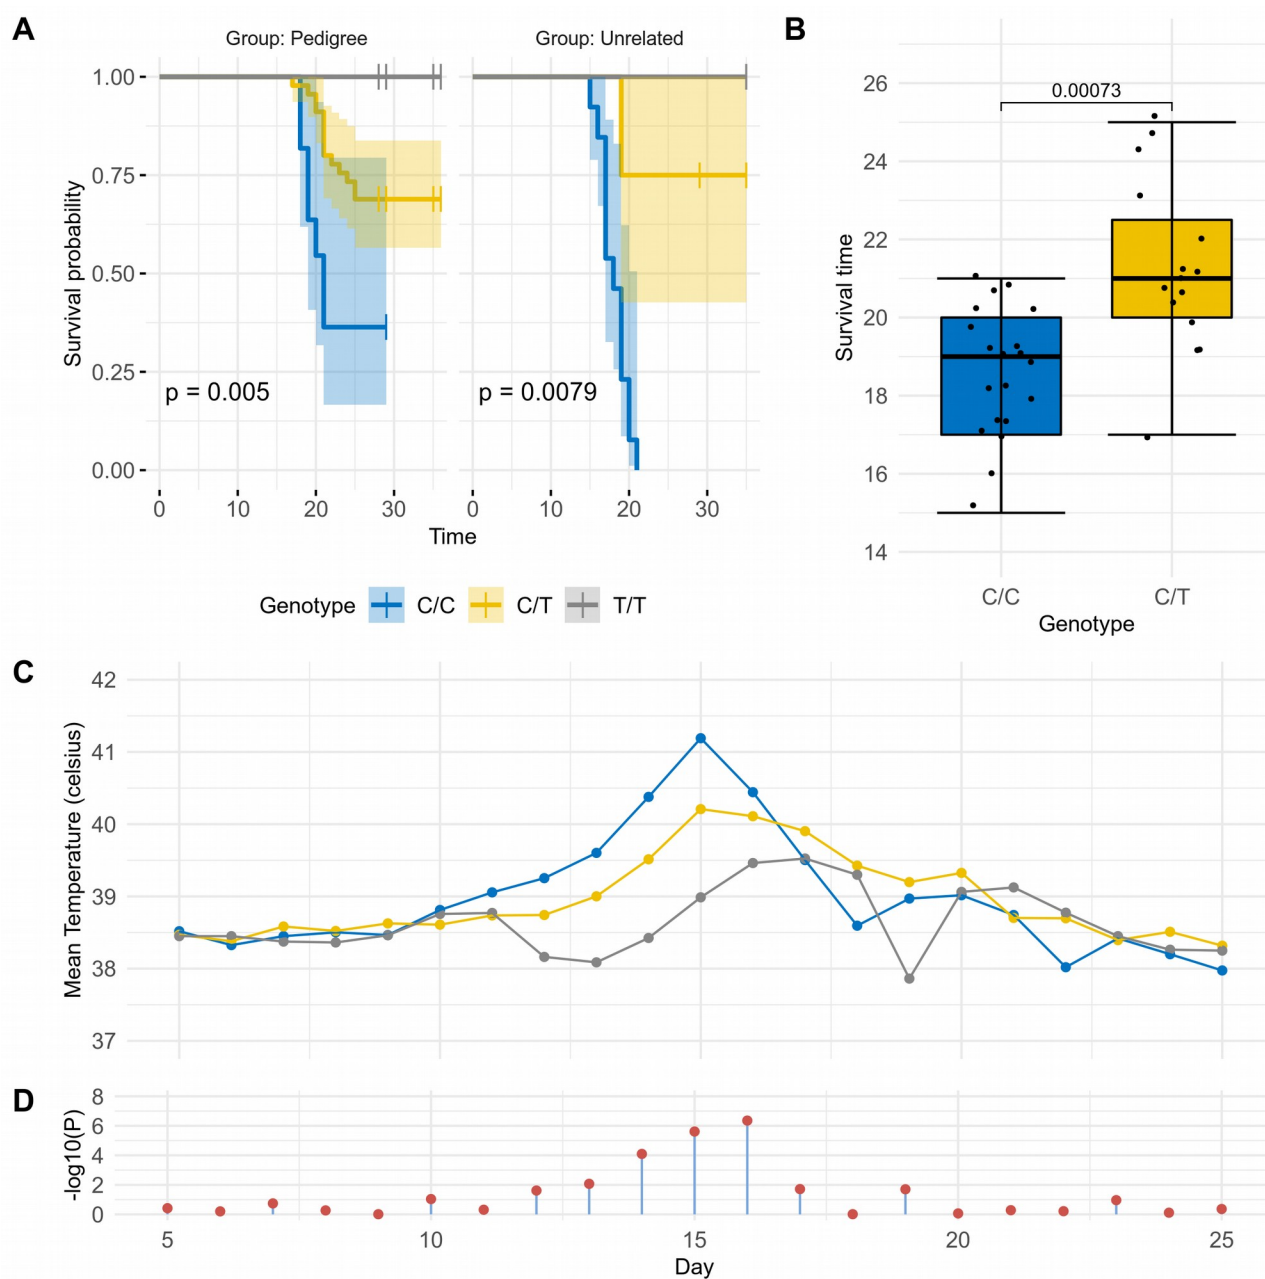 A
Group: Pedigree
Group: Unrelated
Survival probability
1.00
0.75
0.50
0.25
0.00
p = 0.005
p = 0.0079
0 10 20 30
0 10 20 30
Time
Genotype C/C C/T T/T
B
0.00073
Survival time
26
24
22
20
18
16
14
C/C C/T
Genotype
C
Mean Temperature (celsius)
42
41
40
39
38
37
D
-log10(P)
8
6
4
2
0
5 10 15 20 25
Day